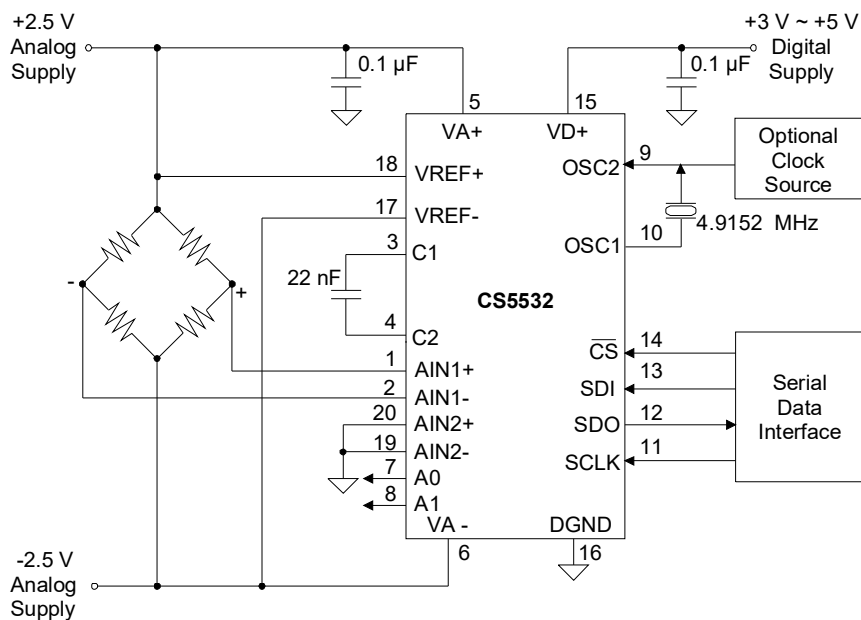 +2.5 V
Analog
Supply
+3 V ~ +5 V
Digital
Supply
0.1 µF
0.1 µF
5
15
VA+
VD+
18
VREF+
17
VREF-
3
C1
22 nF
4
C2
1
AIN1+
2
AIN1-
20
AIN2+
19
AIN2-
7
A0
8
A1
VA -
6
DGND
16
CS5532
-
+
9
OSC2
Optional
Clock
Source
10
OSC1
4.9152 MHz
14
CS
13
SDI
12
SDO
11
SCLK
Serial
Data
Interface
-2.5 V
Analog
Supply